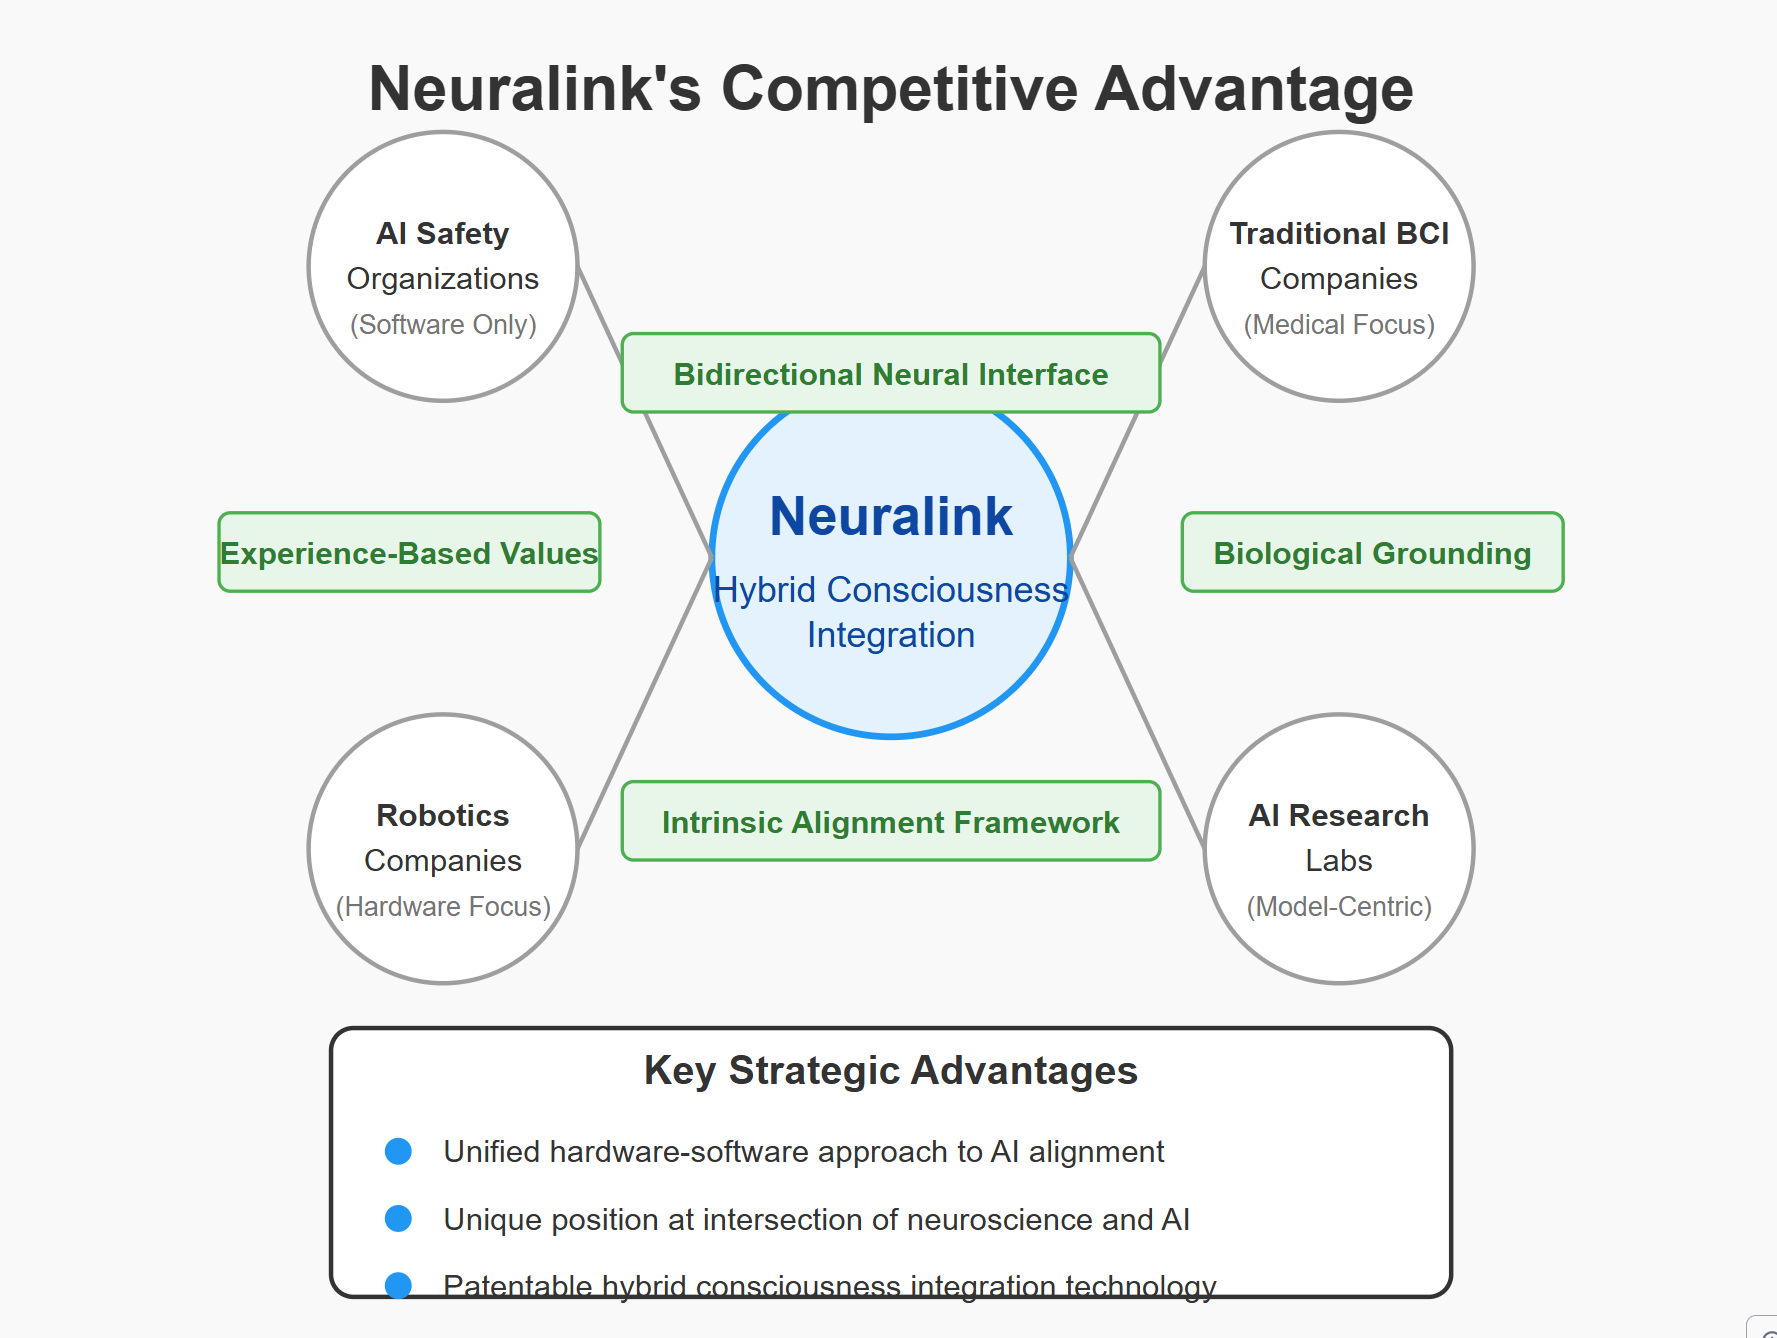 Neuralink's Competitive Advantage
AI Safety
Organizations
(Software Only)
Traditional BCI
Companies
(Medical Focus)
Bidirectional Neural Interface
Neuralink
Hybrid Consciousness
Integration
Experience-Based Values
Biological Grounding
Robotics
Companies
(Hardware Focus)
Intrinsic Alignment Framework
AI Research
Labs
(Model-Centric)
Key Strategic Advantages
Unified hardware-software approach to AI alignment
Unique position at intersection of neuroscience and AI
Patentable hybrid consciousness integration technology